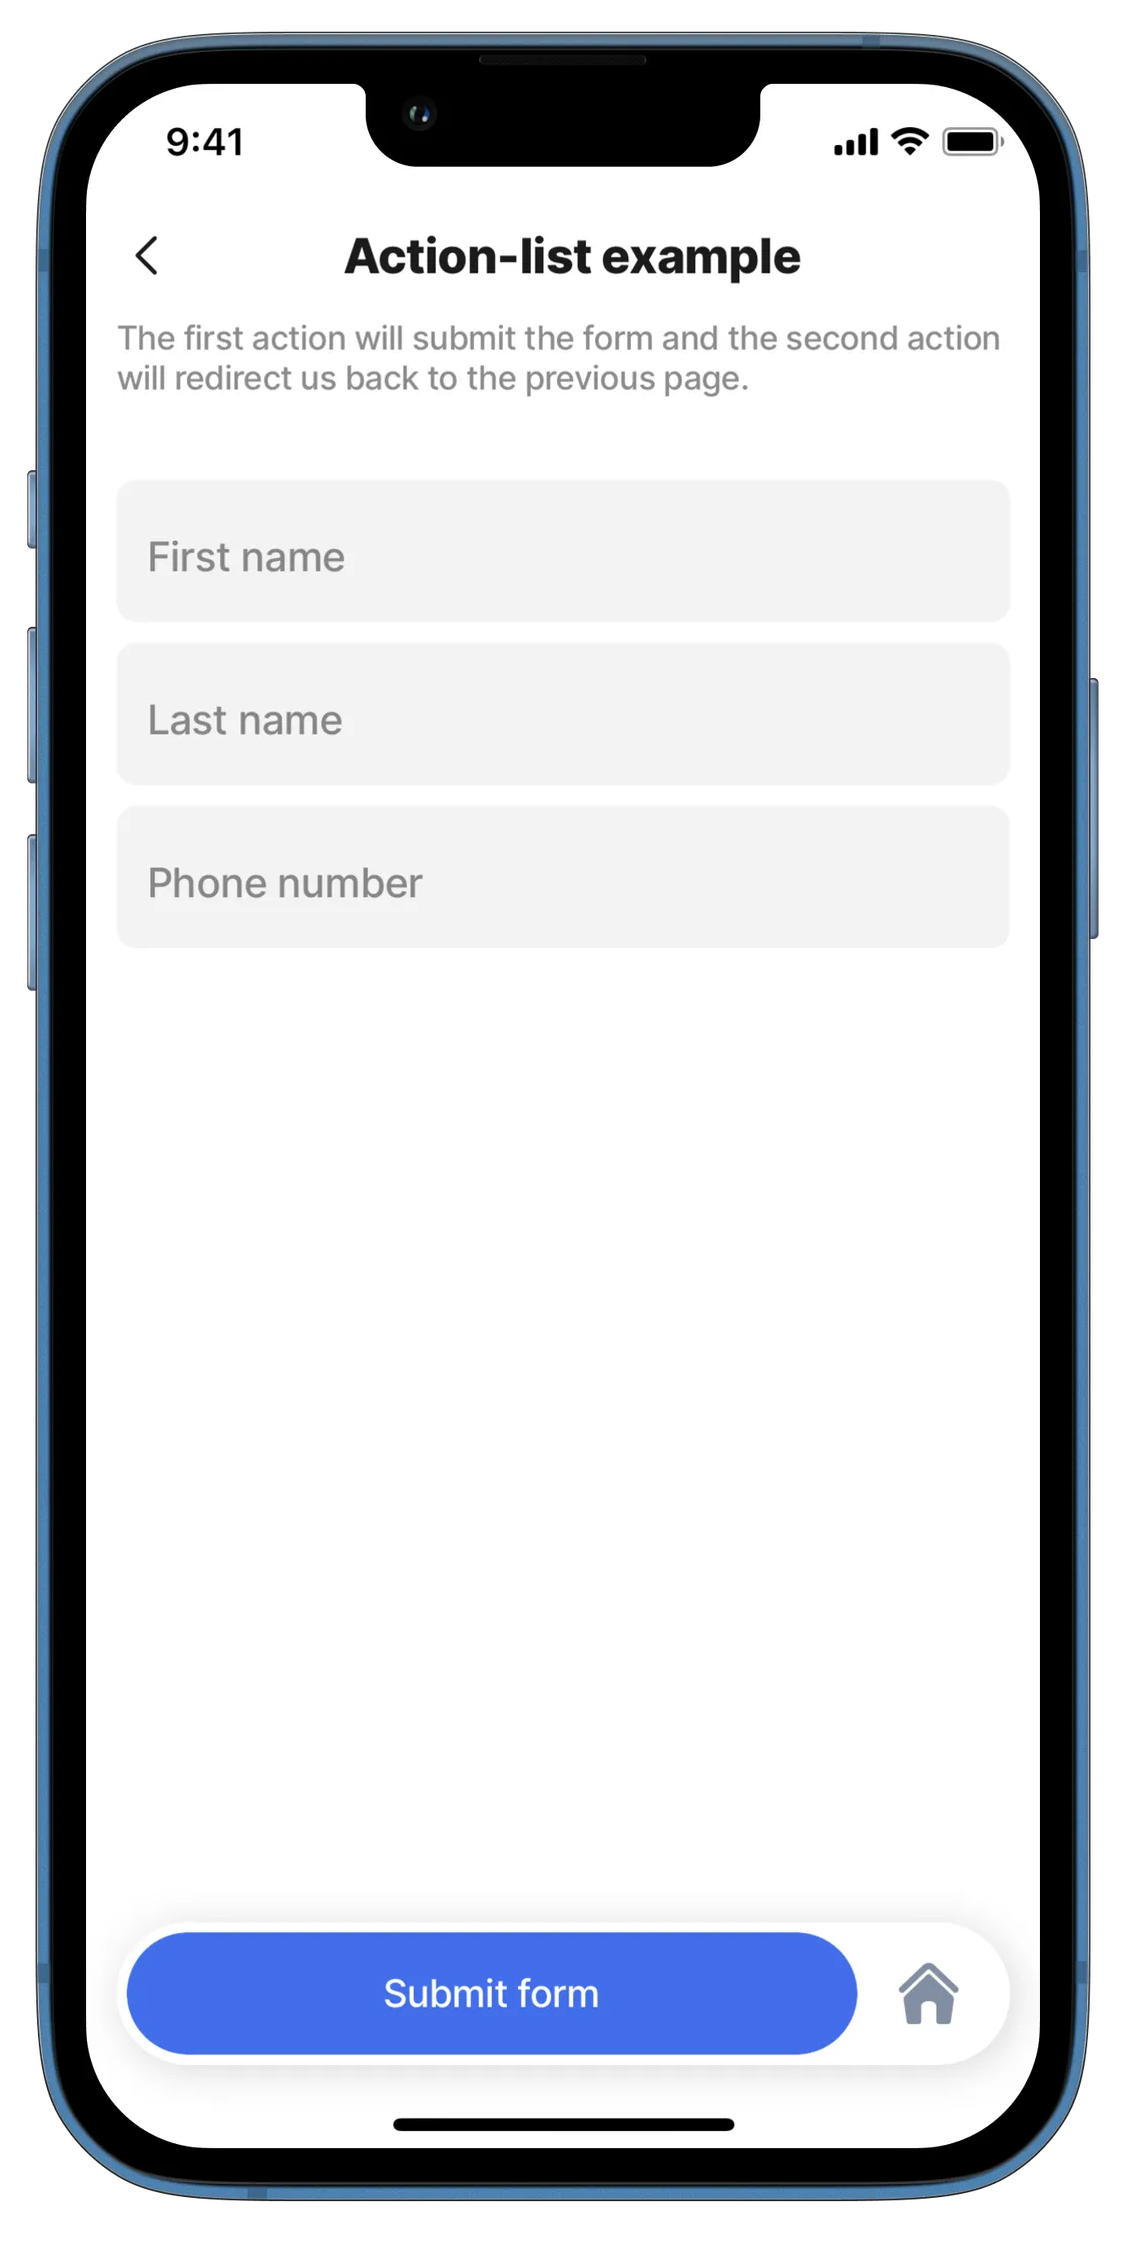 9:41
Action-list example
The first action will submit the form and the second action
will redirect us back to the previous page.
First name
Last name
Phone number
Submit form